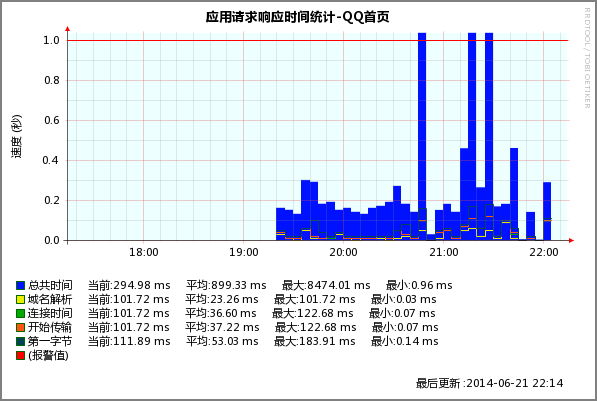 应用请求响应时间统计-QQ首页
RRDTOOL / TOBI OETIKER
速度 (秒)
1.0
0.8
0.6
0.4
0.2
0.0
18:00 19:00 20:00 21:00 22:00
总共时间 当前:294.98 ms 平均:899.33 ms 最大:8474.01 ms 最小:0.96 ms
域名解析 当前:101.72 ms 平均:23.26 ms 最大:101.72 ms 最小:0.03 ms
连接时间 当前:101.72 ms 平均:36.60 ms 最大:122.68 ms 最小:0.07 ms
开始传输 当前:101.72 ms 平均:37.22 ms 最大:122.68 ms 最小:0.07 ms
第一字节 当前:111.89 ms 平均:53.03 ms 最大:183.91 ms 最小:0.14 ms
(报警值)
最后更新 :2014-06-21 22:14